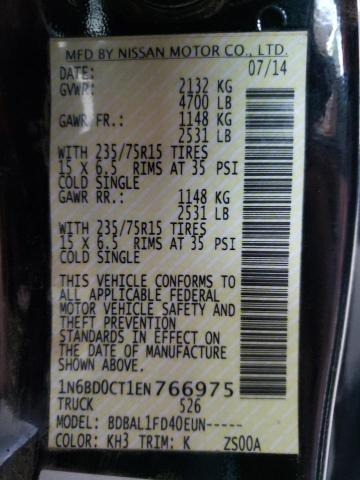 MFD BY NISSAN MOTOR CO., LTD.
DATE: 07/14
GVWR: 2132 KG
4700 LB
GAWR FR.: 1148 KG
2531 LB
WITH 235/75R15 TIRES
15 X 6.5 RIMS AT 35 PSI
COLD SINGLE
GAWR RR.: 1148 KG
2531 LB
WITH 235/75R15 TIRES
15 X 6.5 RIMS AT 35 PSI
COLD SINGLE
THIS VEHICLE CONFORMS TO
ALL APPLICABLE FEDERAL
MOTOR VEHICLE SAFETY AND
THEFT PREVENTION
STANDARDS IN EFFECT ON
THE DATE OF MANUFACTURE
SHOWN ABOVE.
1N6BD0CT1EN766975
TRUCK 526
MODEL: BDBAL1FD40EUN-----
COLOR: KH3 TRIM: K ZS00A